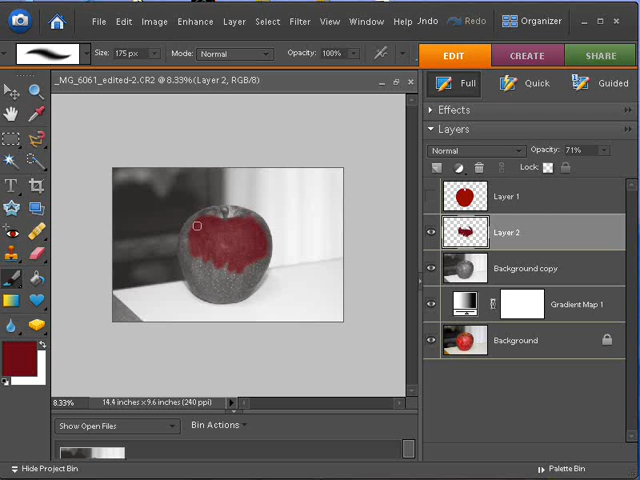 File Edit Image Enhance Layer Select Filter View Window Help Undo Redo Organizer
Size: 175 px Mode: Normal Opacity: 100%
EDIT CREATE SHARE
_MG_6061_edited-2.CR2 @ 8.33%(Layer 2, RGB/8)
Full Quick Guided
Effects
Layers
Normal Opacity: 71%
Lock:
Layer 1
Layer 2
Background copy
Gradient Map 1
Background
8.33% 14.4 inches x 9.6 inches (240 ppi)
Show Open Files Bin Actions
Hide Project Bin Palette Bin